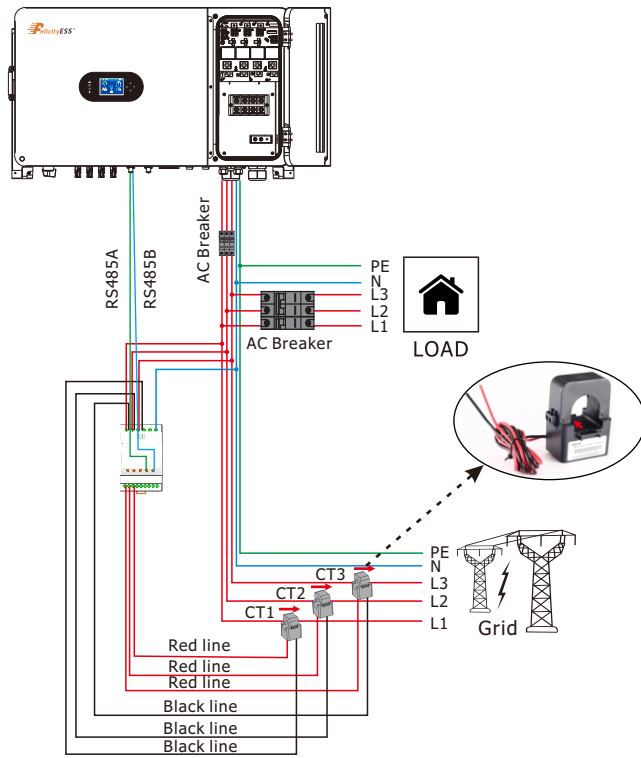 FelicityESS
RS485A
RS485B
AC Breaker
PE
N
L3
L2
L1
AC Breaker
LOAD
PE
N
L3
L2
L1
CT3
CT2
CT1
Grid
Red line
Red line
Red line
Black line
Black line
Black line